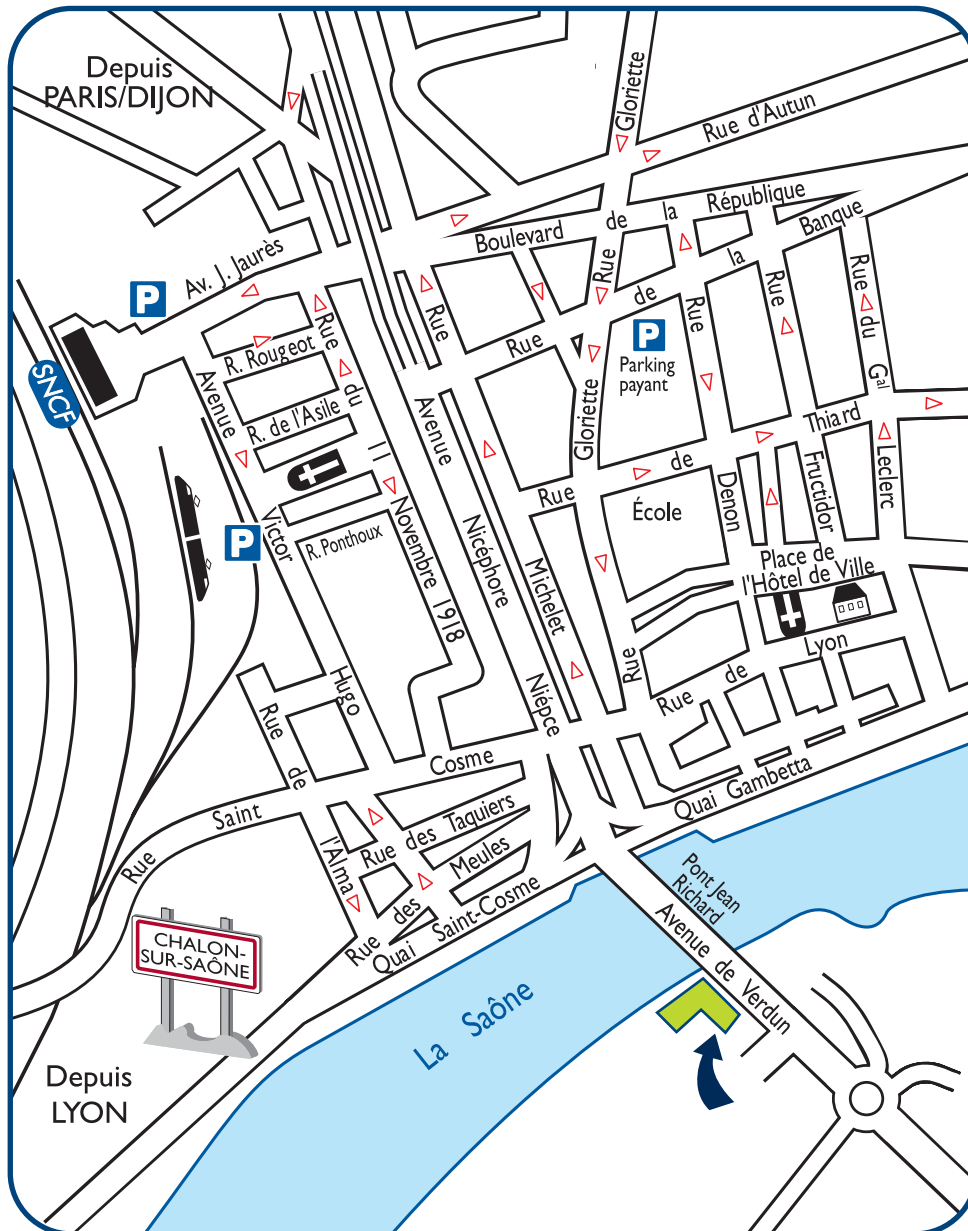 Depuis
PARIS/DIJON
Gloriette
Rue d'Autun
Boulevard de la République
Rue de la Banque
Av. J. Jaurès
P
SNCF
R. Rougeot
R. de l'Asile
R. Ponthoux
P
Avenue Victor Hugo
Rue du 11 Novembre 1918
Avenue Nicéphore Niépce
Rue Michelet
Rue Gloriette
P
Parking
payant
Rue Denon
Rue Fructidor
Rue du Gal Leclerc
Rue de Thiard
École
Place de
l'Hôtel de Ville
Rue
Rue de Lyon
Quai Gambetta
Rue Saint Cosme
Rue de l'Alma
Rue des Taquiers
Rue des Meules
Quai Saint-Cosme
Pont Jean
Richard
Avenue de Verdun
La Saône
CHALON-
SUR-SAÔNE
Depuis
LYON